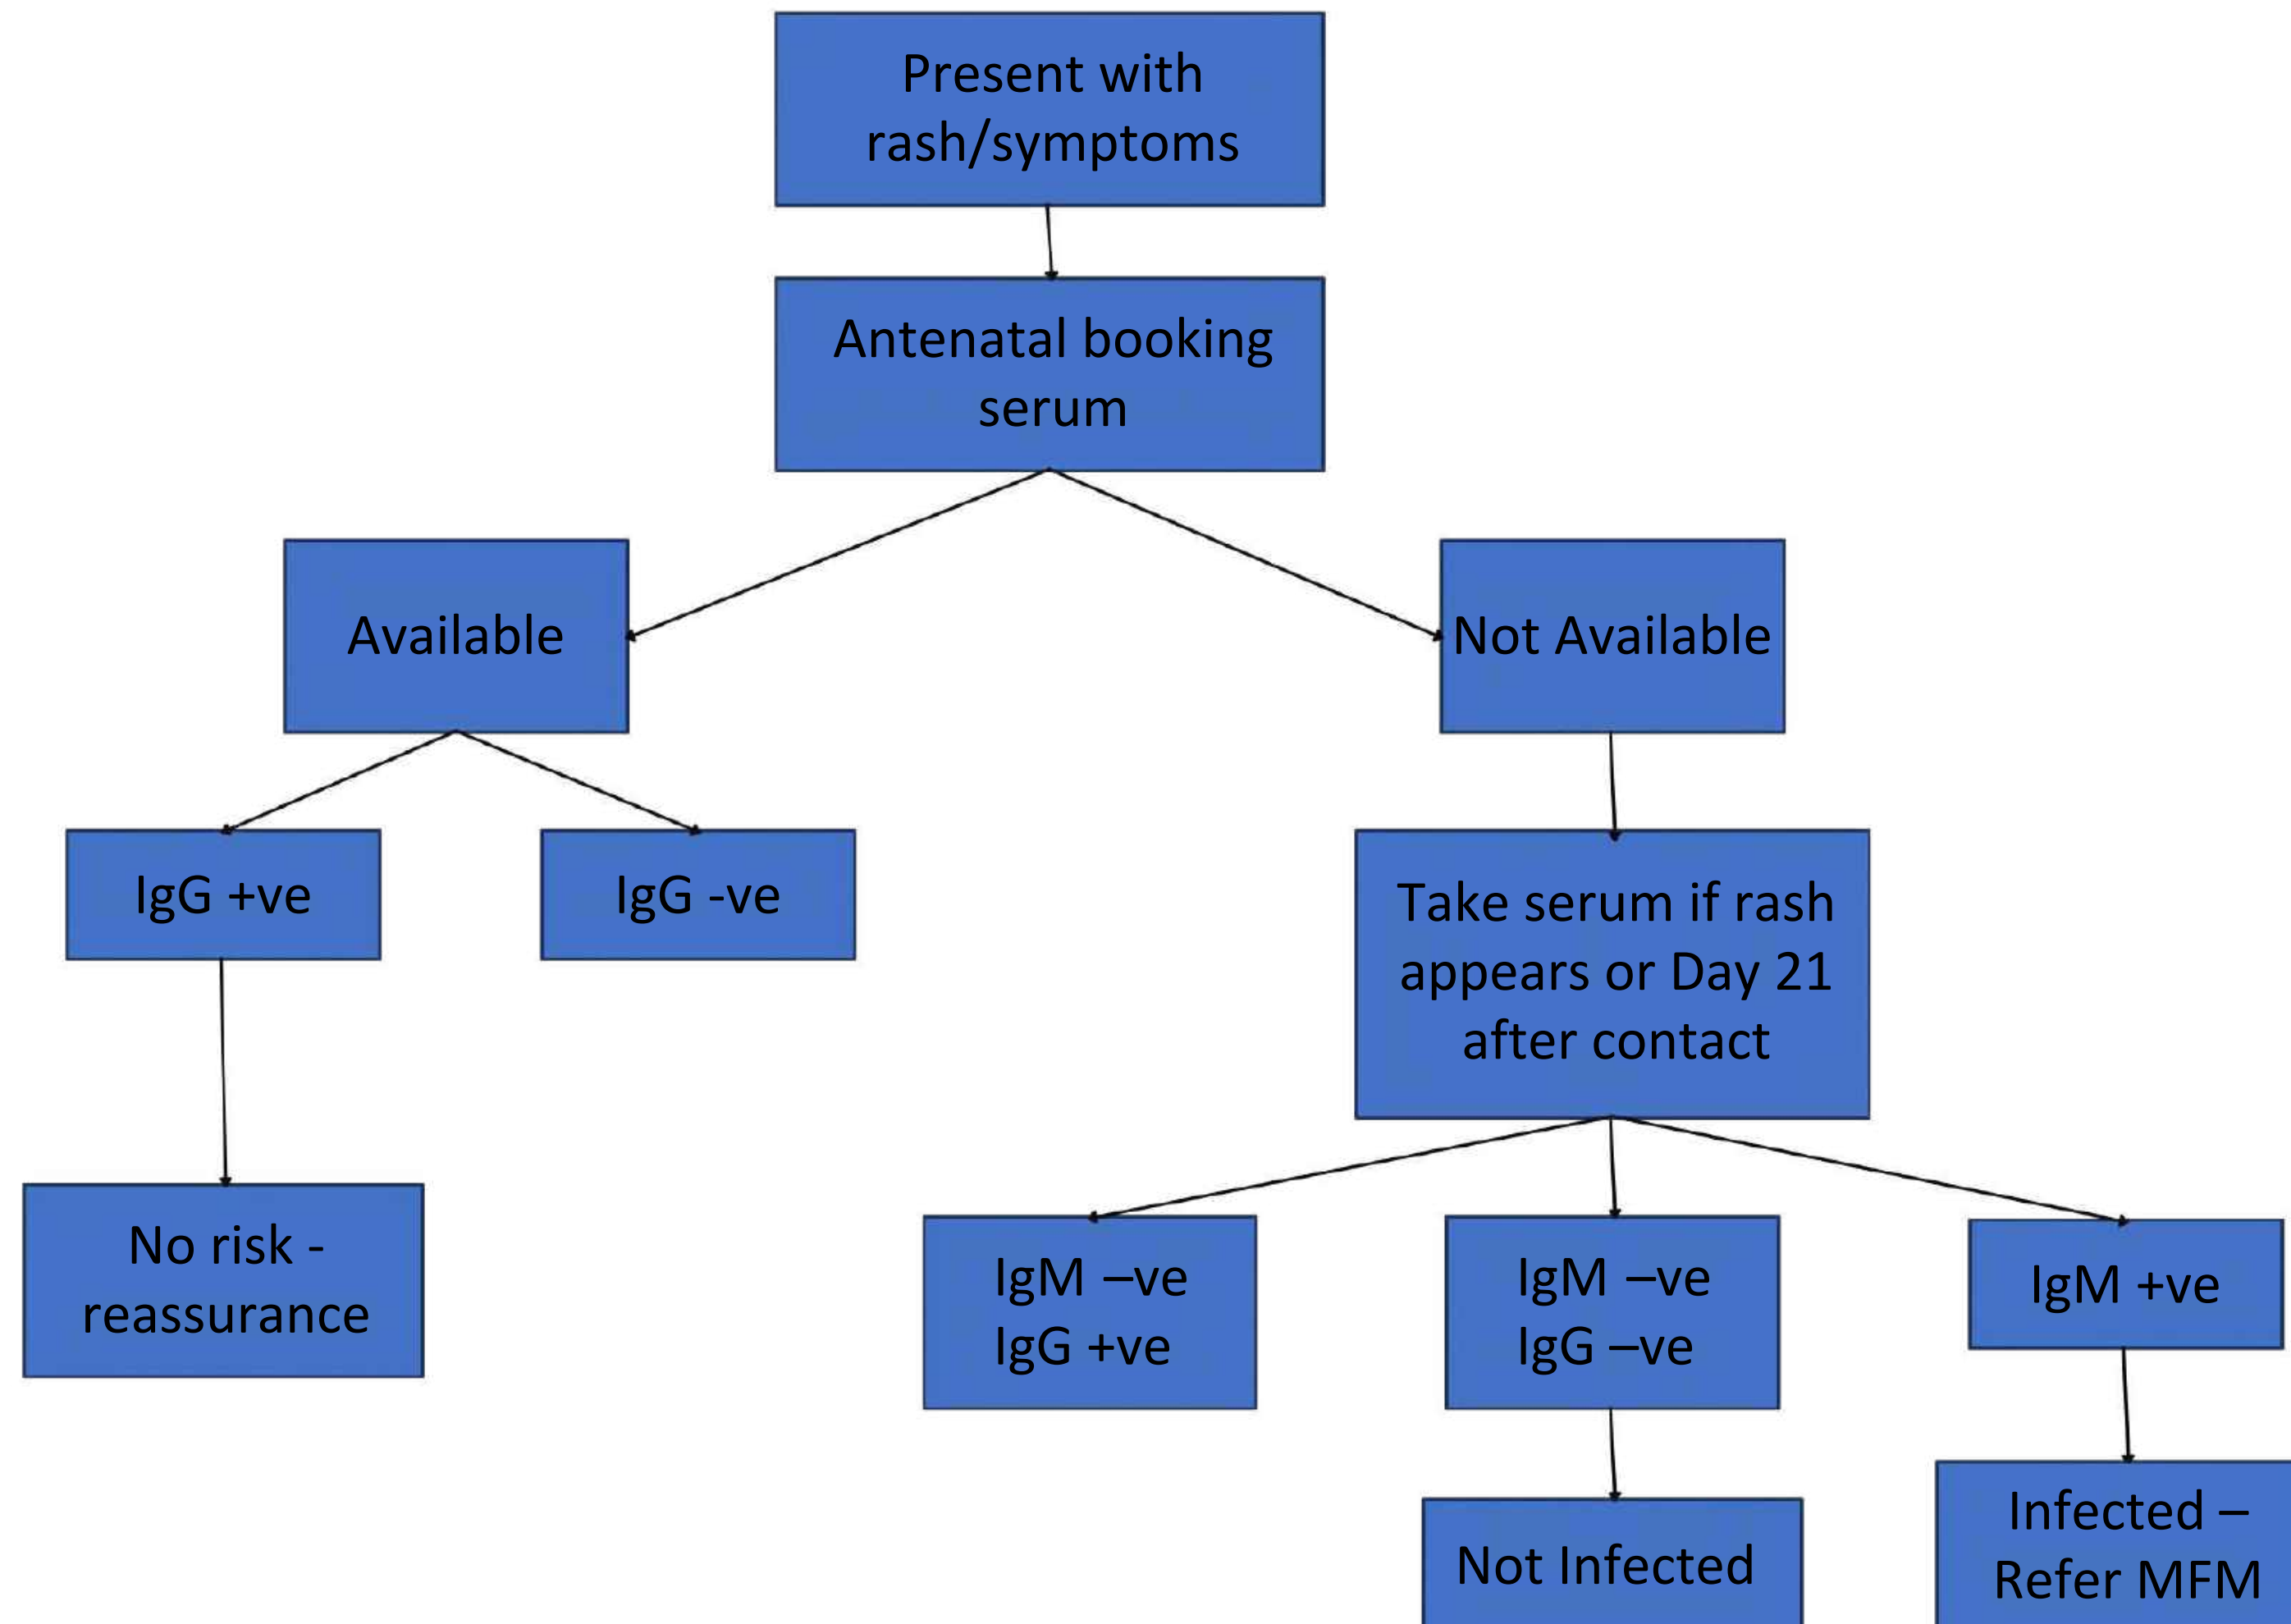 Present with
rash/symptoms
Antenatal booking
serum
Available
Not Available
IgG +ve
IgG -ve
Take serum if rash
appears or Day 21
after contact
No risk -
reassurance
IgM –ve
IgG +ve
IgM –ve
IgG –ve
IgM +ve
Not Infected
Infected –
Refer MFM